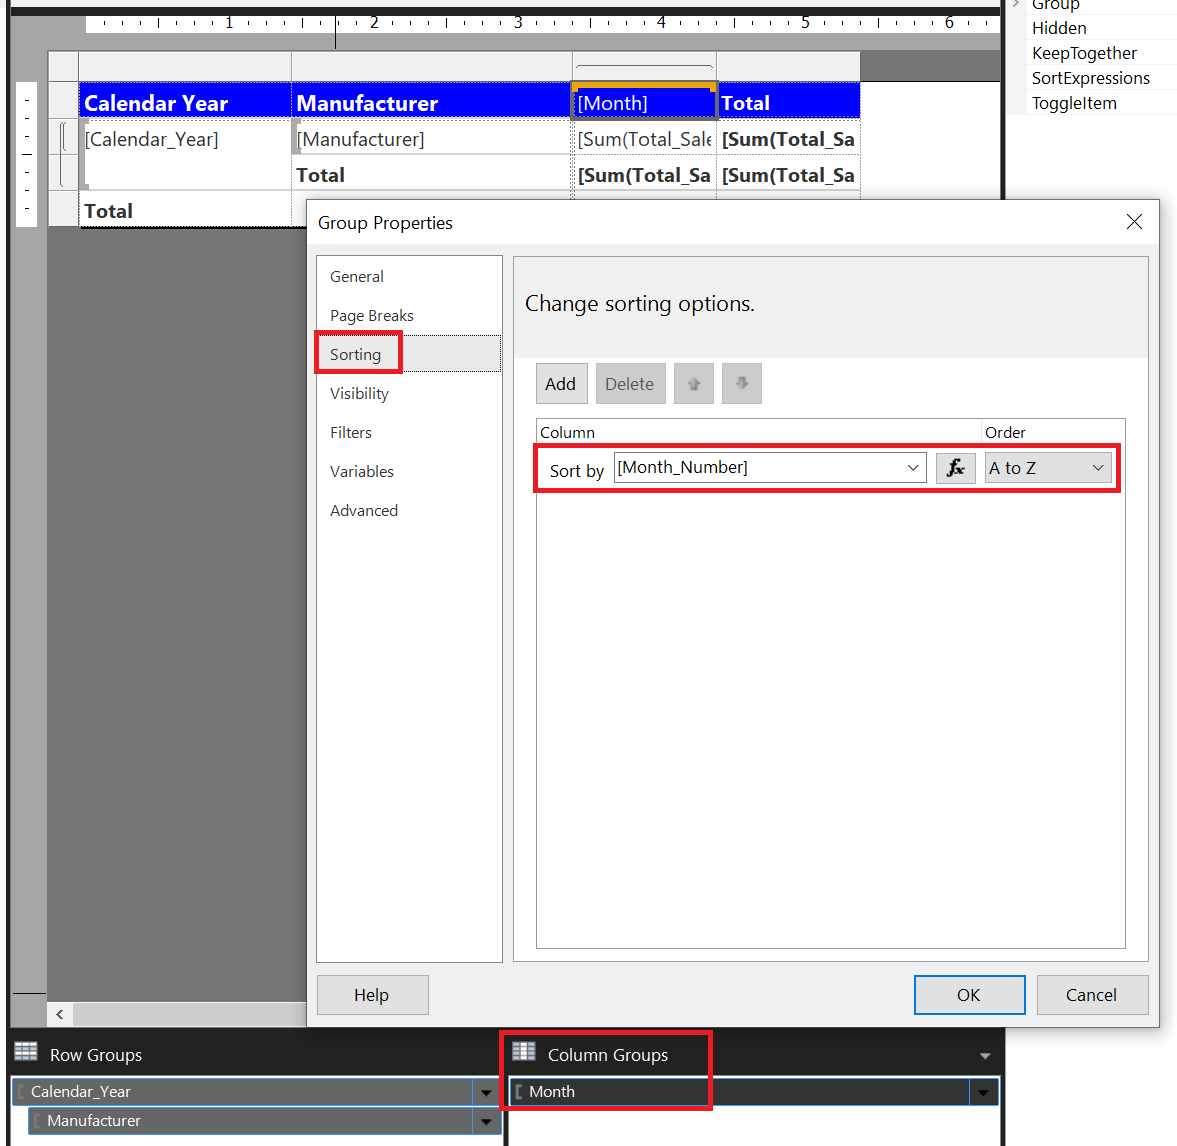 1 2 3 4 5 6
Group
Hidden
KeepTogether
SortExpressions
ToggleItem
Calendar Year Manufacturer [Month] Total
[Calendar_Year] [Manufacturer] [Sum(Total_Sale [Sum(Total_Sa
Total [Sum(Total_Sa [Sum(Total_Sa
Total
Group Properties
General
Page Breaks
Sorting
Visibility
Filters
Variables
Advanced
Change sorting options.
Add Delete
Column Order
Sort by [Month_Number] fx A to Z
Help OK Cancel
Row Groups Column Groups
Calendar_Year Month
Manufacturer